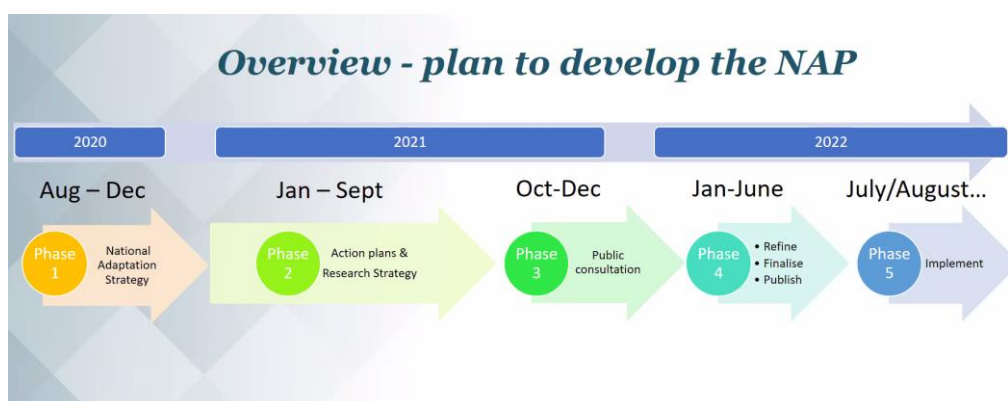 Overview - plan to develop the NAP
2020
2021
2022
Aug – Dec
Jan – Sept
Oct-Dec
Jan-June
July/August...
Phase
1
National
Adaptation
Strategy
Phase
2
Action plans &
Research Strategy
Phase
3
Public
consultation
Phase
4
• Refine
• Finalise
• Publish
Phase
5
Implement